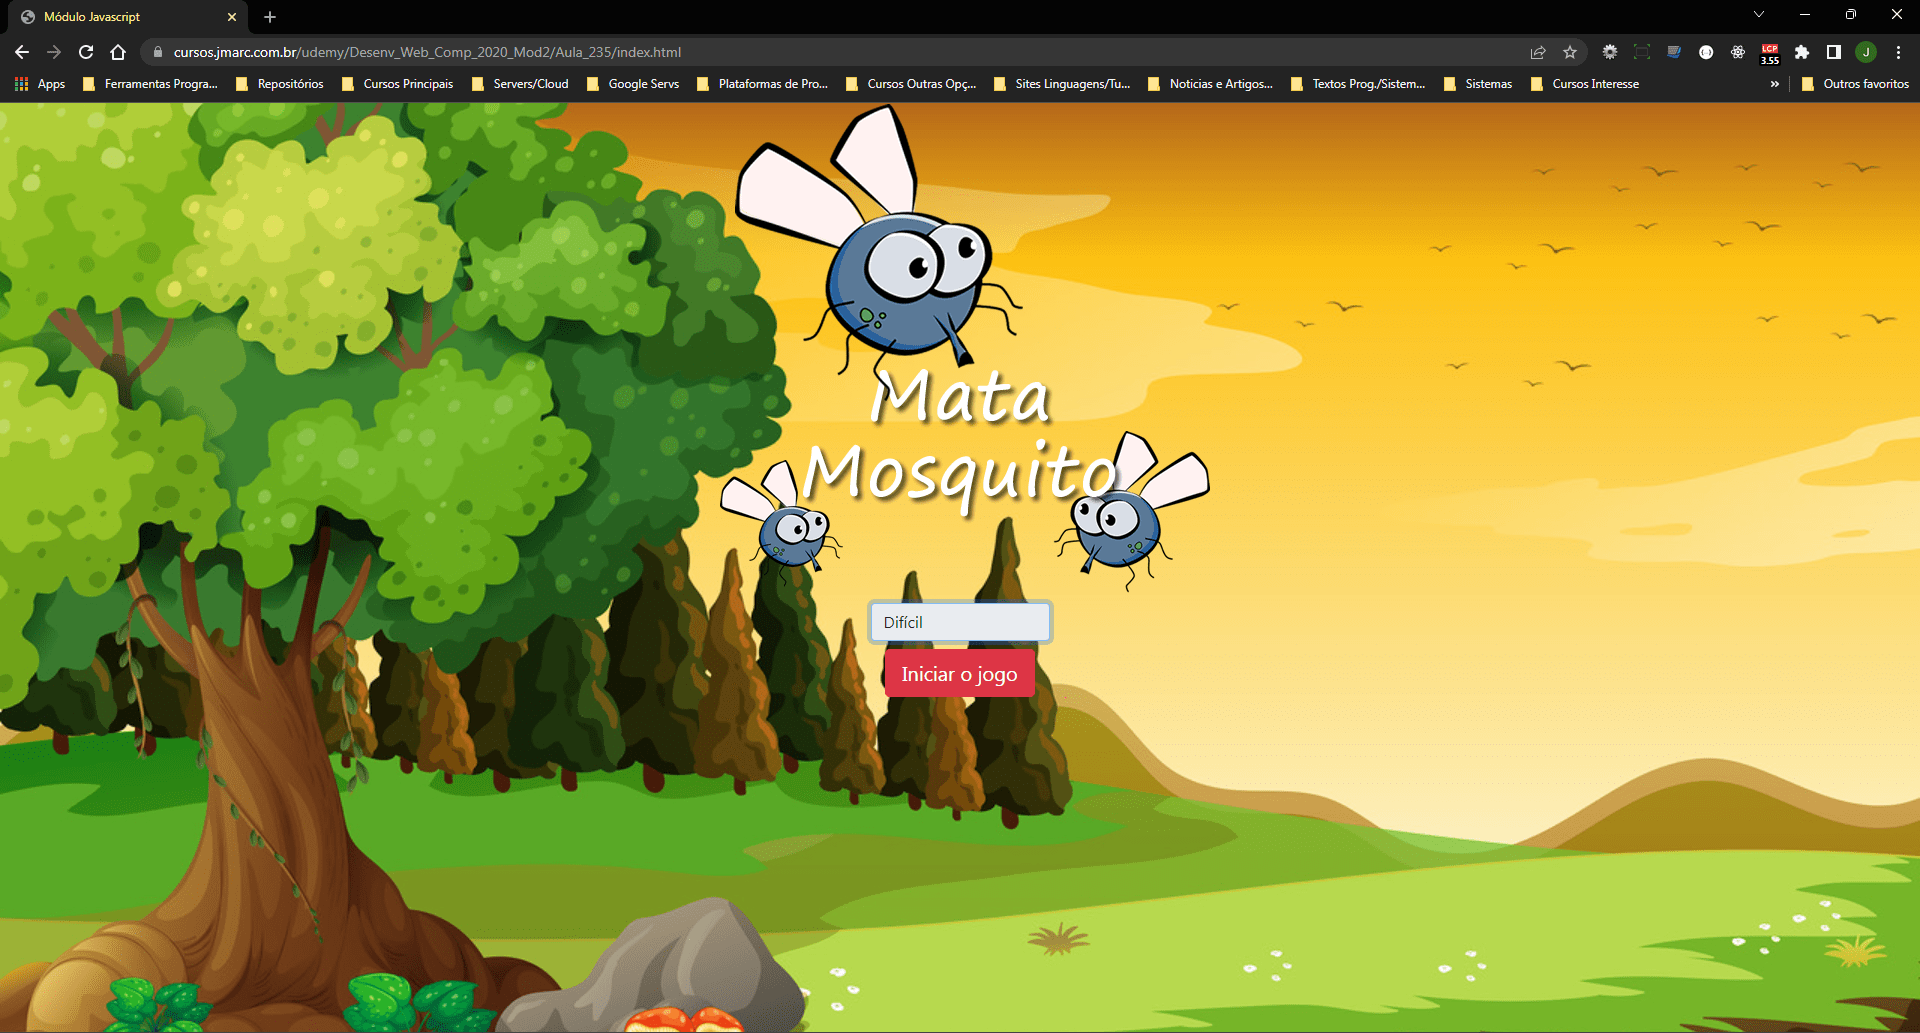 Módulo Javascript
cursos.jmarc.com.br/udemy/Desenv_Web_Comp_2020_Mod2/Aula_235/index.html
LCP
3.55
J
Apps
Ferramentas Progra...
Repositórios
Cursos Principais
Servers/Cloud
Google Servs
Plataformas de Pro...
Cursos Outras Opç...
Sites Linguagens/Tu...
Noticias e Artigos...
Textos Prog./Sistem...
Sistemas
Cursos Interesse
»
Outros favoritos
Mata
Mosquito
Difícil
Iniciar o jogo